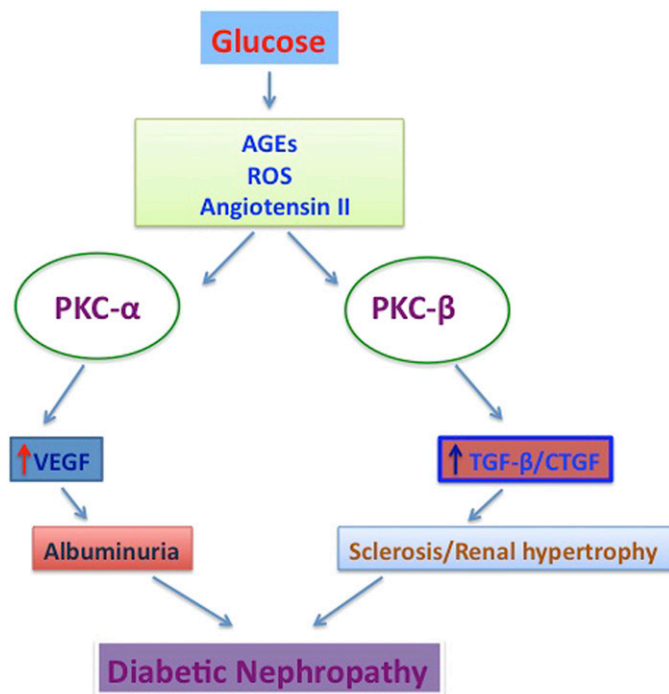 Glucose
AGEs
ROS
Angiotensin II
PKC-α
PKC-β
↑VEGF
↑ TGF-β/CTGF
Albuminuria
Sclerosis/Renal hypertrophy
Diabetic Nephropathy